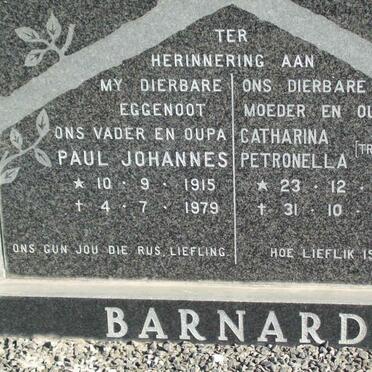 TER
HERINNERING AAN
MY DIERBARE
EGGENOOT
ONS VADER EN OUPA
PAUL JOHANNES
★ 10 · 9 · 1915
✝ 4 · 7 · 1979
ONS GUN JOU DIE RUS, LIEFLING.
ONS DIERBARE
MOEDER EN OU
CATHARINA
PETRONELLA [TR
★ 23 · 12 ·
✝ 31 · 10 ·
HOE LIEFLIK IS
BARNARD